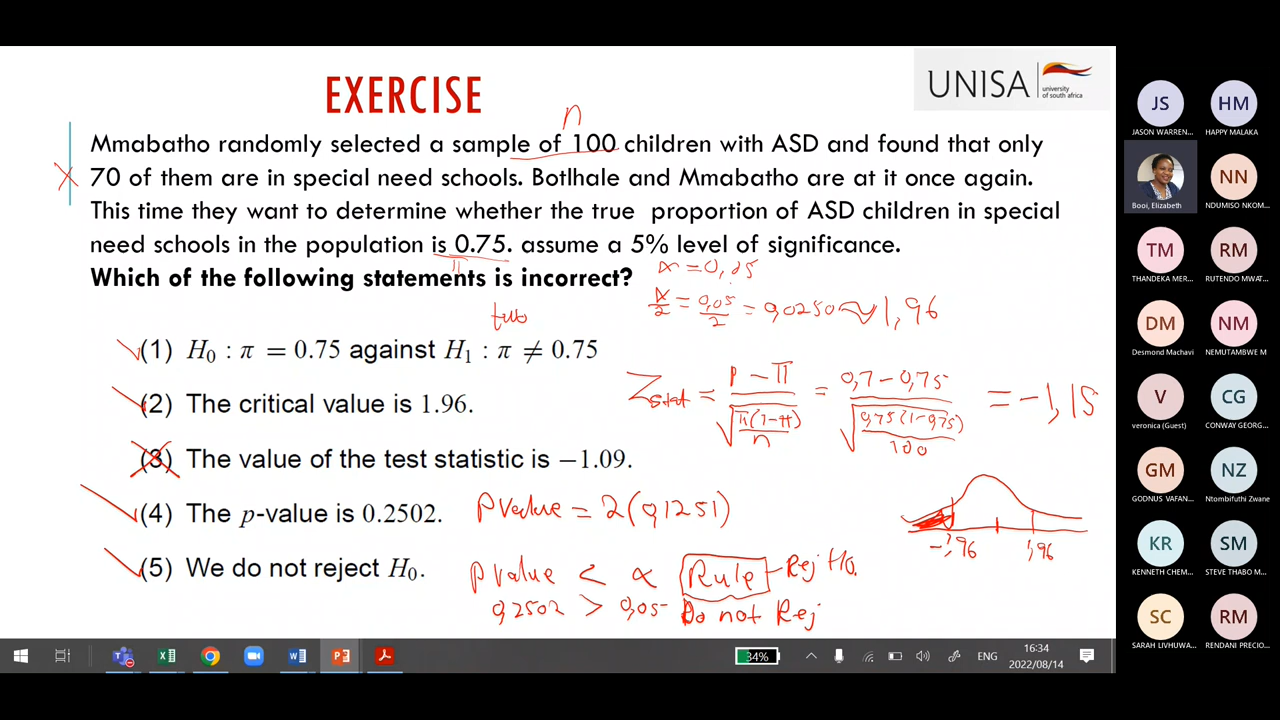 EXERCISE
UNISA
university
of south africa
n
Mmabatho randomly selected a sample of 100 children with ASD and found that only
X 70 of them are in special need schools. Botlhale and Mmabatho are at it once again.
This time they want to determine whether the true proportion of ASD children in special
need schools in the population is 0.75. assume a 5% level of significance.
π
Which of the following statements is incorrect?
α = 0,05
α/2 = 0,05/2 = 0,0250 ≈ 1,96
two
(1) H₀ : π = 0.75 against H₁ : π ≠ 0.75
(2) The critical value is 1.96.
Zstat = p − π / √(π(1−π)/n) = 0,7 − 0,75 / √(0,75(1−0,75)/100) = −1,15
(3) The value of the test statistic is −1.09.
(4) The p-value is 0.2502.
Pvalue = 2(0,1251)
−1,96 1,96
(5) We do not reject H₀.
Pvalue < α Rule – Rej H0.
0,2502 > 0,05 Do not Rej
JS
JASON WARREN...
HM
HAPPY MALAKA
Booi, Elizabeth
NN
NDUMISO NKOM...
TM
THANDEKA MER...
RM
RUTENDO MWAT...
DM
Desmond Machavi
NM
NEMUTAMBWE M
V
veronica (Guest)
CG
CONWAY GEORG...
GM
GODNUS VAFAN...
NZ
Ntombifuthi Zwane
KR
KENNETH CHEM...
SM
STEVE THABO M...
SC
SARAH LIVHUWA...
RM
RENDANI PRECIO...
34%
ENG
16:34
2022/08/14